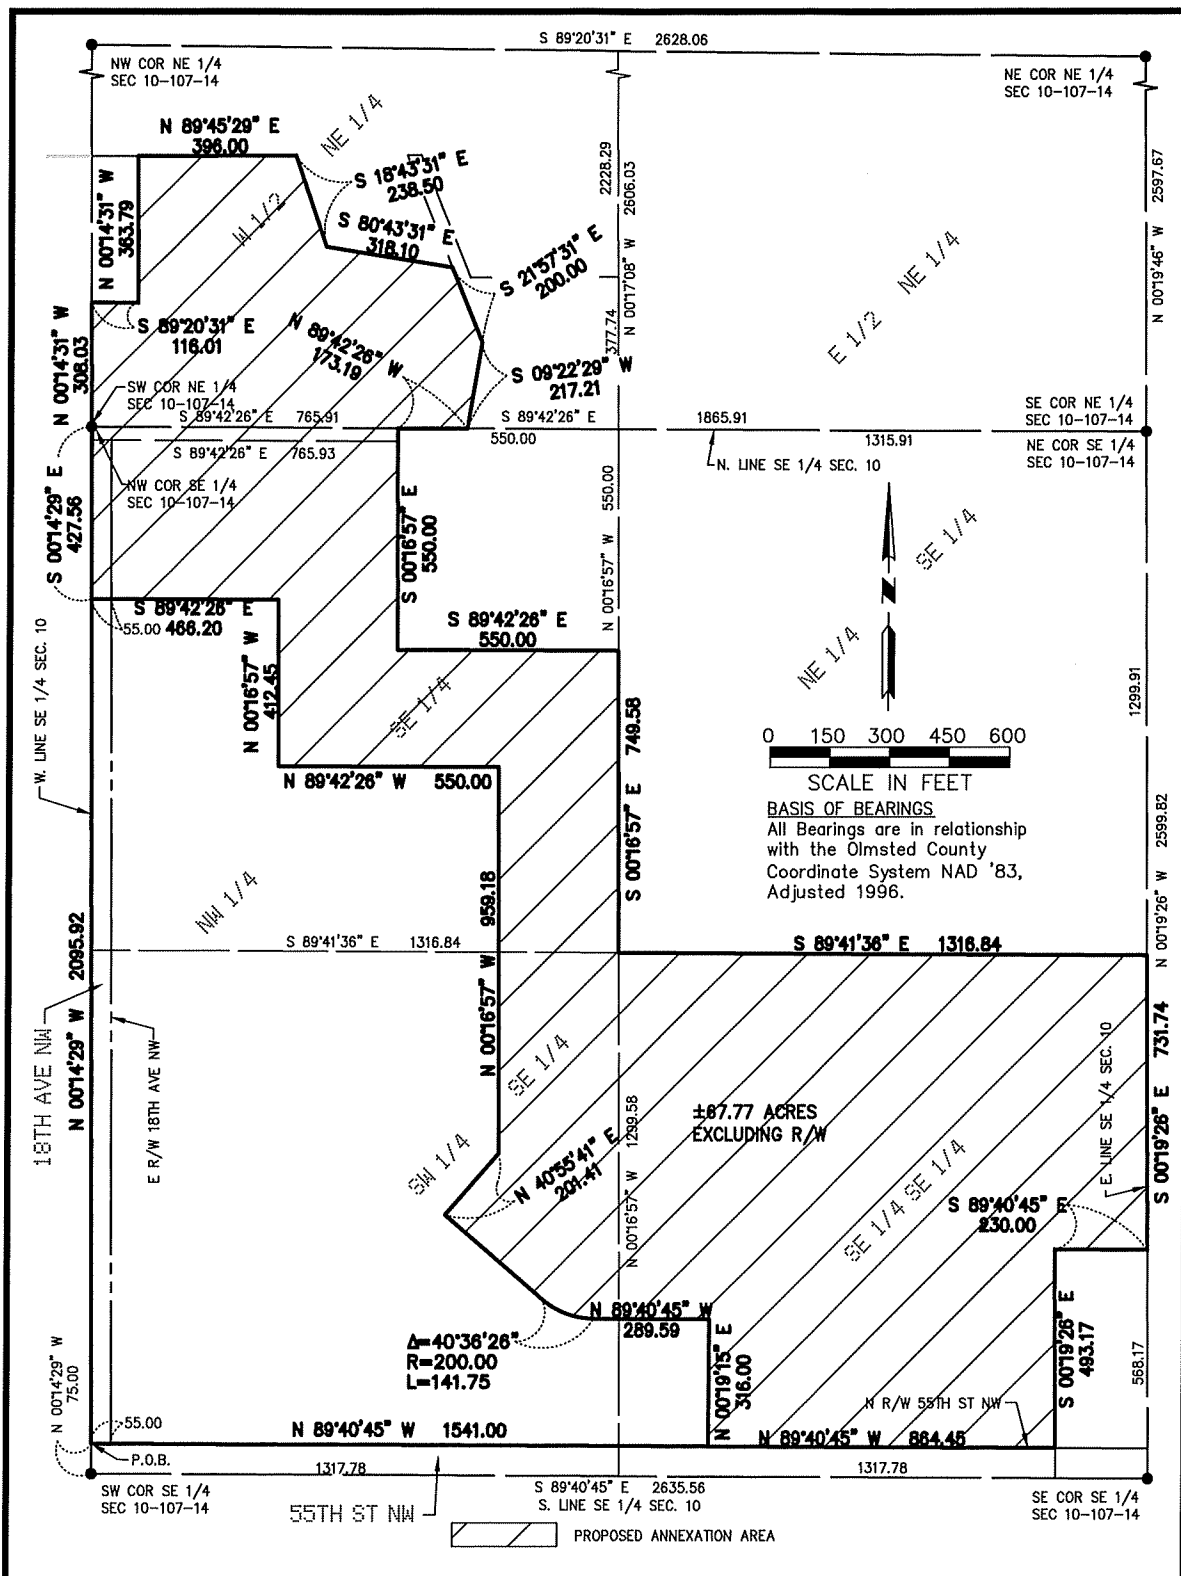 S 89°20'31" E 2628.06
NW COR NE 1/4
SEC 10-107-14
NE COR NE 1/4
SEC 10-107-14
N 89°45'29" E
396.00
NE 1/4
S 18°43'31" E
238.50
N 00°14'31" W
363.79
W 1/2
S 80°43'31" E
318.10
2228.29
N 00°17'08" W 2606.03
N 00°19'46" W 2597.67
S 21°57'31" E
200.00
NE 1/4
E 1/2
377.74
S 89°20'31" E
116.01
N 00°14'31" W
308.03
N 89°42'26" W
173.19
S 09°22'29" W
217.21
SW COR NE 1/4
SEC 10-107-14
S 89°42'26" E 765.91
S 89°42'26" E
550.00
1865.91
1315.91
SE COR NE 1/4
SEC 10-107-14
NE COR SE 1/4
SEC 10-107-14
S 89°42'26" E 765.93
N. LINE SE 1/4 SEC. 10
NW COR SE 1/4
SEC 10-107-14
S 00°14'29" E
427.56
S 00°16'57" E
550.00
N 00°16'57" W 550.00
SE 1/4
NE 1/4
S 89°42'26" E
466.20
55.00
S 89°42'26" E
550.00
W. LINE SE 1/4 SEC. 10
N 00°16'57" W
412.45
SE 1/4
S 00°16'57" E 749.58
1299.91
0 150 300 450 600
SCALE IN FEET
N 89°42'26" W 550.00
BASIS OF BEARINGS
All Bearings are in relationship
with the Olmsted County
Coordinate System NAD '83,
Adjusted 1996.
N 00°19'26" W 2599.82
NW 1/4
N 00°16'57" W 959.18
S 89°41'36" E 1316.84
S 89°41'36" E 1316.84
N 00°14'29" W 2095.92
18TH AVE NW
E R/W 18TH AVE NW
SE 1/4
SW 1/4
N 40°55'41" E
201.41
N 00°16'57" W 1299.58
±67.77 ACRES
EXCLUDING R/W
SE 1/4 SE 1/4
E. LINE SE 1/4 SEC. 10
S 00°19'26" E 731.74
S 89°40'45" E
230.00
N 89°40'45" W
289.59
Δ=40°36'26"
R=200.00
L=141.75
N 00°19'15" E
316.00
S 00°19'26" E
493.17
568.17
N 00°14'29" W
75.00
55.00
N R/W 55TH ST NW
N 89°40'45" W 1541.00
N 89°40'45" W 864.45
P.O.B.
1317.78
1317.78
SW COR SE 1/4
SEC 10-107-14
S 89°40'45" E 2635.56
S. LINE SE 1/4 SEC. 10
SE COR SE 1/4
SEC 10-107-14
55TH ST NW
PROPOSED ANNEXATION AREA